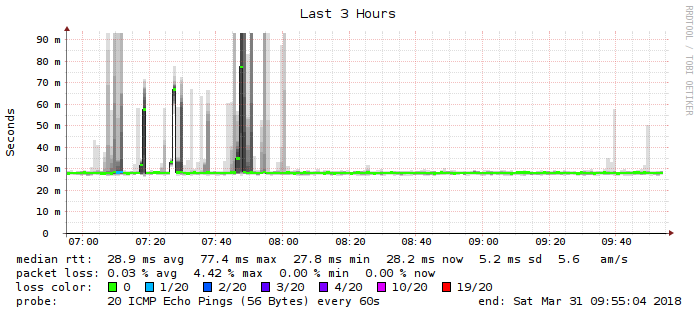 Last 3 Hours
RRDTOOL / TOBI OETIKER
Seconds
90 m
80 m
70 m
60 m
50 m
40 m
30 m
20 m
10 m
0
07:00 07:20 07:40 08:00 08:20 08:40 09:00 09:20 09:40
median rtt: 28.9 ms avg 77.4 ms max 27.8 ms min 28.2 ms now 5.2 ms sd 5.6 am/s
packet loss: 0.03 % avg 4.42 % max 0.00 % min 0.00 % now
loss color: 0 1/20 2/20 3/20 4/20 10/20 19/20
probe: 20 ICMP Echo Pings (56 Bytes) every 60s end: Sat Mar 31 09:55:04 2018